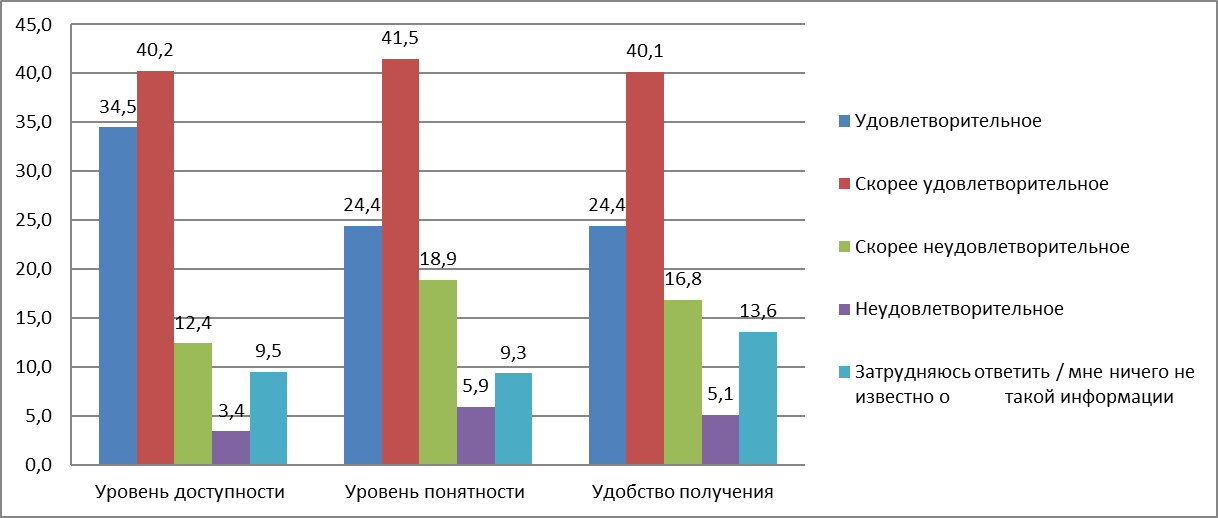 45,0
40,0
35,0
30,0
25,0
20,0
15,0
10,0
5,0
0,0
34,5
40,2
12,4
3,4
9,5
24,4
41,5
18,9
5,9
9,3
24,4
40,1
16,8
5,1
13,6
Уровень доступности
Уровень понятности
Удобство получения
Удовлетворительное
Скорее удовлетворительное
Скорее неудовлетворительное
Неудовлетворительное
Затрудняюсь ответить / мне ничего не
известно о такой информации